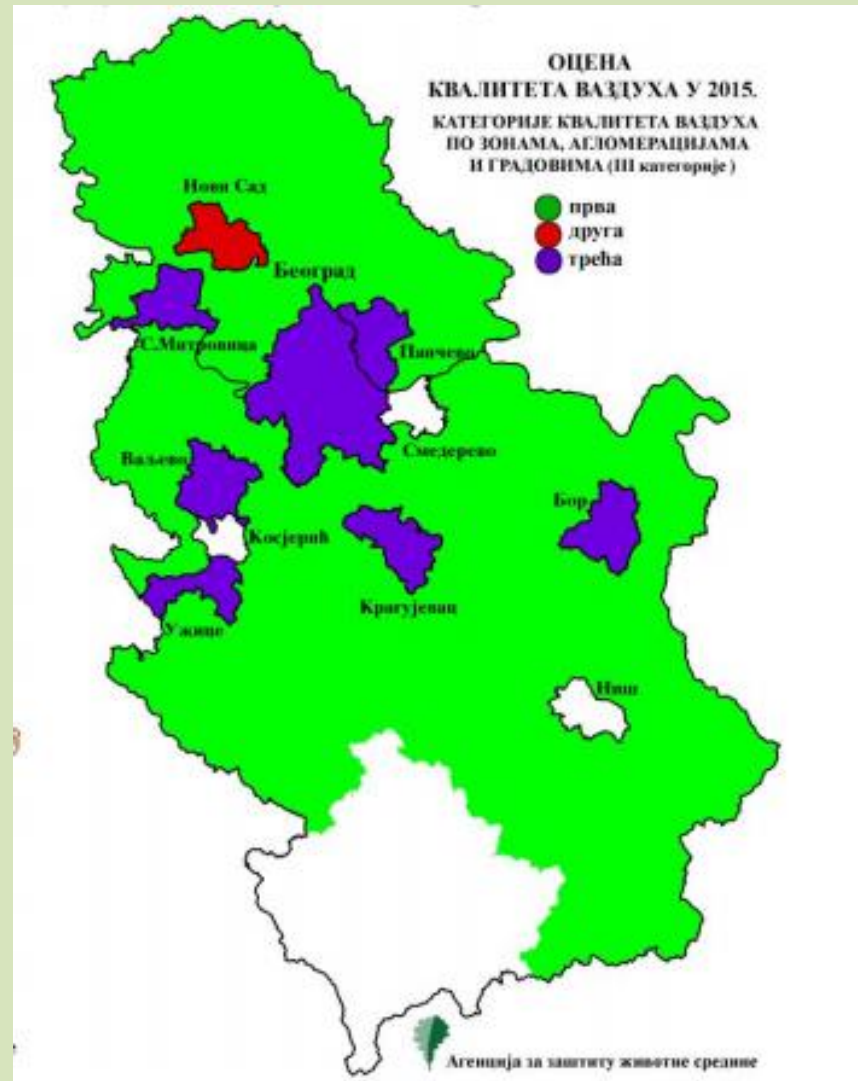 ОЦЕНА
КВАЛИТЕТА ВАЗДУХА У 2015.
КАТЕГОРИЈЕ КВАЛИТЕТА ВАЗДУХА
ПО ЗОНАМА, АГЛОМЕРАЦИЈАМА
И ГРАДОВИМА (III категорије )
прва
друга
трећа
Нови Сад
Београд
С.Митровица
Панчево
Смедерево
Ваљево
Бор
Косјерић
Крагујевац
Ужице
Ниш
Агенција за заштиту животне средине